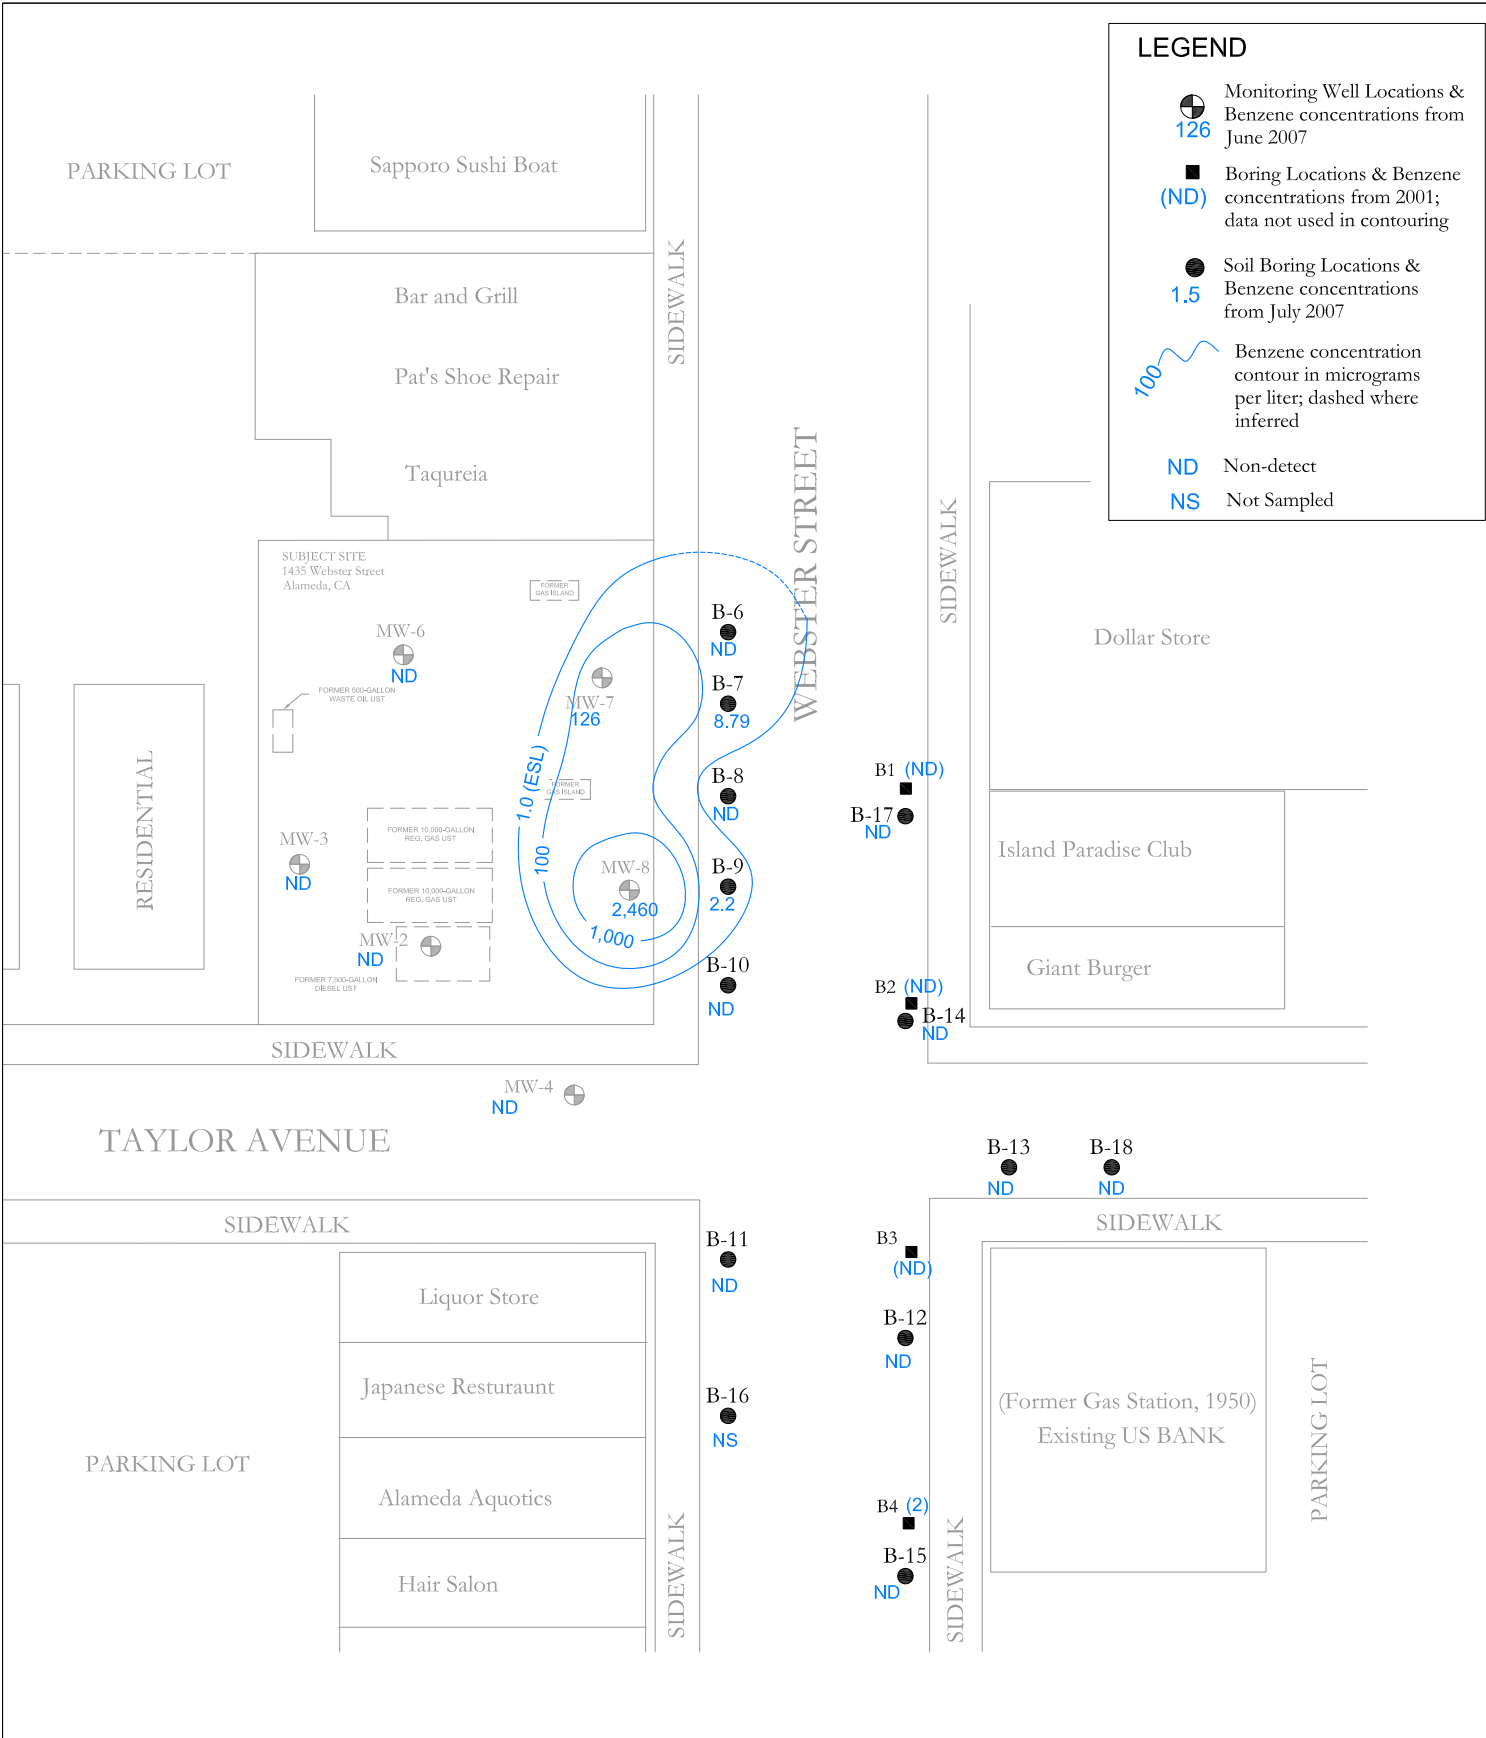 LEGEND
Monitoring Well Locations &
Benzene concentrations from
June 2007
126
Boring Locations & Benzene
concentrations from 2001;
data not used in contouring
(ND)
Soil Boring Locations &
Benzene concentrations
from July 2007
1.5
Benzene concentration
contour in micrograms
per liter; dashed where
inferred
100
ND Non-detect
NS Not Sampled
PARKING LOT
Sapporo Sushi Boat
SIDEWALK
Bar and Grill
Pat's Shoe Repair
Taqureia
WEBSTER STREET
SIDEWALK
SUBJECT SITE
1435 Webster Street
Alameda, CA
FORMER
GAS ISLAND
B-6
ND
MW-6
ND
Dollar Store
FORMER 500-GALLON
WASTE OIL UST
MW-7
126
B-7
8.79
RESIDENTIAL
1.0 (ESL)
FORMER
GAS ISLAND
B-8
ND
B1 (ND)
B-17
ND
FORMER 10,000-GALLON
REG. GAS UST
MW-3
ND
100
MW-8
2,460
B-9
2.2
Island Paradise Club
FORMER 10,000-GALLON
REG. GAS UST
1,000
MW-2
ND
B-10
ND
Giant Burger
FORMER 7,500-GALLON
DIESEL UST
B2 (ND)
B-14
ND
SIDEWALK
MW-4
ND
TAYLOR AVENUE
B-13
ND
B-18
ND
SIDEWALK
SIDEWALK
B-11
ND
B3
(ND)
Liquor Store
B-12
ND
Japanese Resturaunt
B-16
NS
(Former Gas Station, 1950)
Existing US BANK
PARKING LOT
PARKING LOT
Alameda Aquotics
B4 (2)
B-15
ND
SIDEWALK
SIDEWALK
Hair Salon